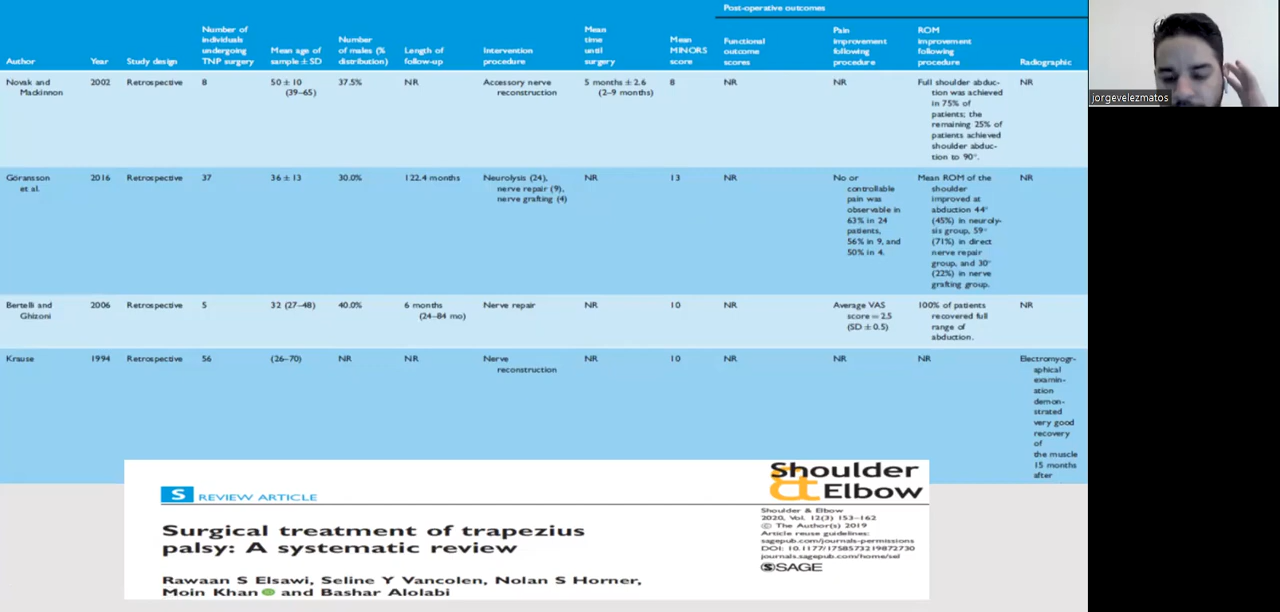 Post-operative outcomes
Author
Year
Study design
Number of
individuals
undergoing
TNP surgery
Mean age of
sample ± SD
Number
of males (%
distribution)
Length of
follow-up
Intervention
procedure
Mean
time
until
surgery
Mean
MINORS
score
Functional
outcome
scores
Pain
improvement
following
procedure
ROM
improvement
following
procedure
Radiographic
Novak and
Mackinnon
2002
Retrospective
8
50 ± 10
(39–65)
37.5%
NR
Accessory nerve
reconstruction
5 months ± 2.6
(2–9 months)
8
NR
NR
Full shoulder abduc-
tion was achieved
in 75% of
patients; the
remaining 25% of
patients achieved
shoulder abduc-
tion to 90°.
NR
Göransson
et al.
2016
Retrospective
37
36 ± 13
30.0%
122.4 months
Neurolysis (24),
nerve repair (9),
nerve grafting (4)
NR
13
NR
No or
controllable
pain was
observable in
63% in 24
patients,
56% in 9, and
50% in 4.
Mean ROM of the
shoulder
improved at
abduction 44°
(45%) in neuroly-
sis group, 59°
(71%) in direct
nerve repair
group, and 30°
(22%) in nerve
grafting group.
NR
Bertelli and
Ghizoni
2006
Retrospective
5
32 (27–48)
40.0%
6 months
(24–84 mo)
Nerve repair
NR
10
NR
Average VAS
score = 2.5
(SD ± 0.5)
100% of patients
recovered full
range of
abduction.
NR
Krause
1994
Retrospective
56
(26–70)
NR
NR
Nerve
reconstruction
NR
10
NR
NR
NR
Electromyogr-
aphical
examin-
ation
demon-
strated
very good
recovery
of
the muscle
15 months
after
S REVIEW ARTICLE
Surgical treatment of trapezius
palsy: A systematic review
Rawaan S Elsawi, Seline Y Vancolen, Nolan S Horner,
Moin Khan and Bashar Alolabi
Shoulder
& Elbow
Shoulder & Elbow
2020, Vol. 12(3) 153–162
© The Author(s) 2019
Article reuse guidelines:
sagepub.com/journals-permissions
DOI: 10.1177/1758573219872730
journals.sagepub.com/home/sel
SAGE
jorgevelezmatos